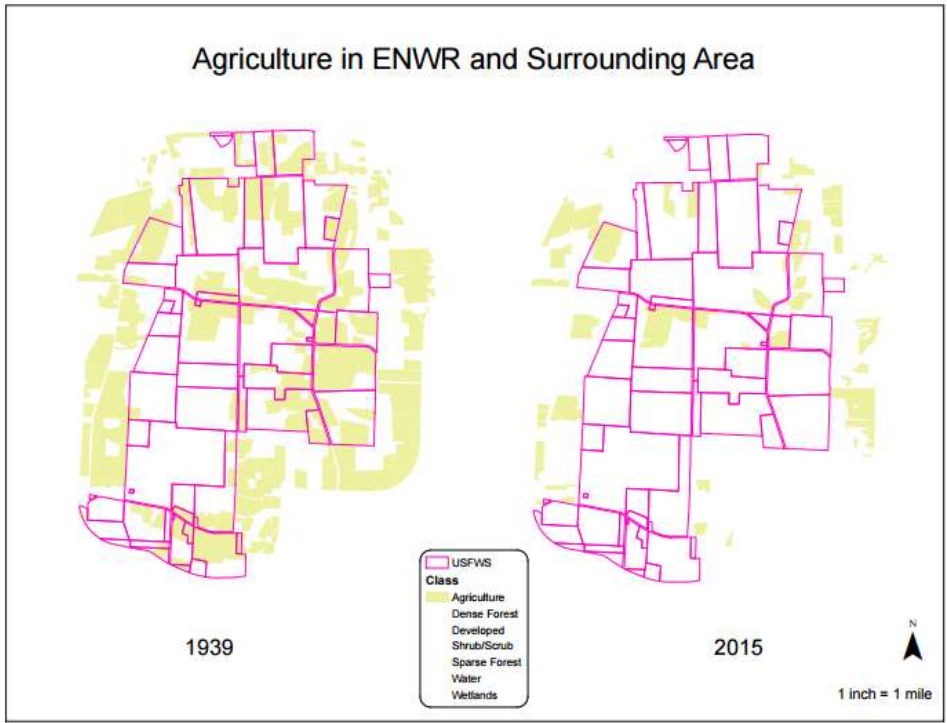 Agriculture in ENWR and Surrounding Area
USFWS
Class
Agriculture
Dense Forest
Developed
Shrub/Scrub
Sparse Forest
Water
Wetlands
1939
2015
N
1 inch = 1 mile